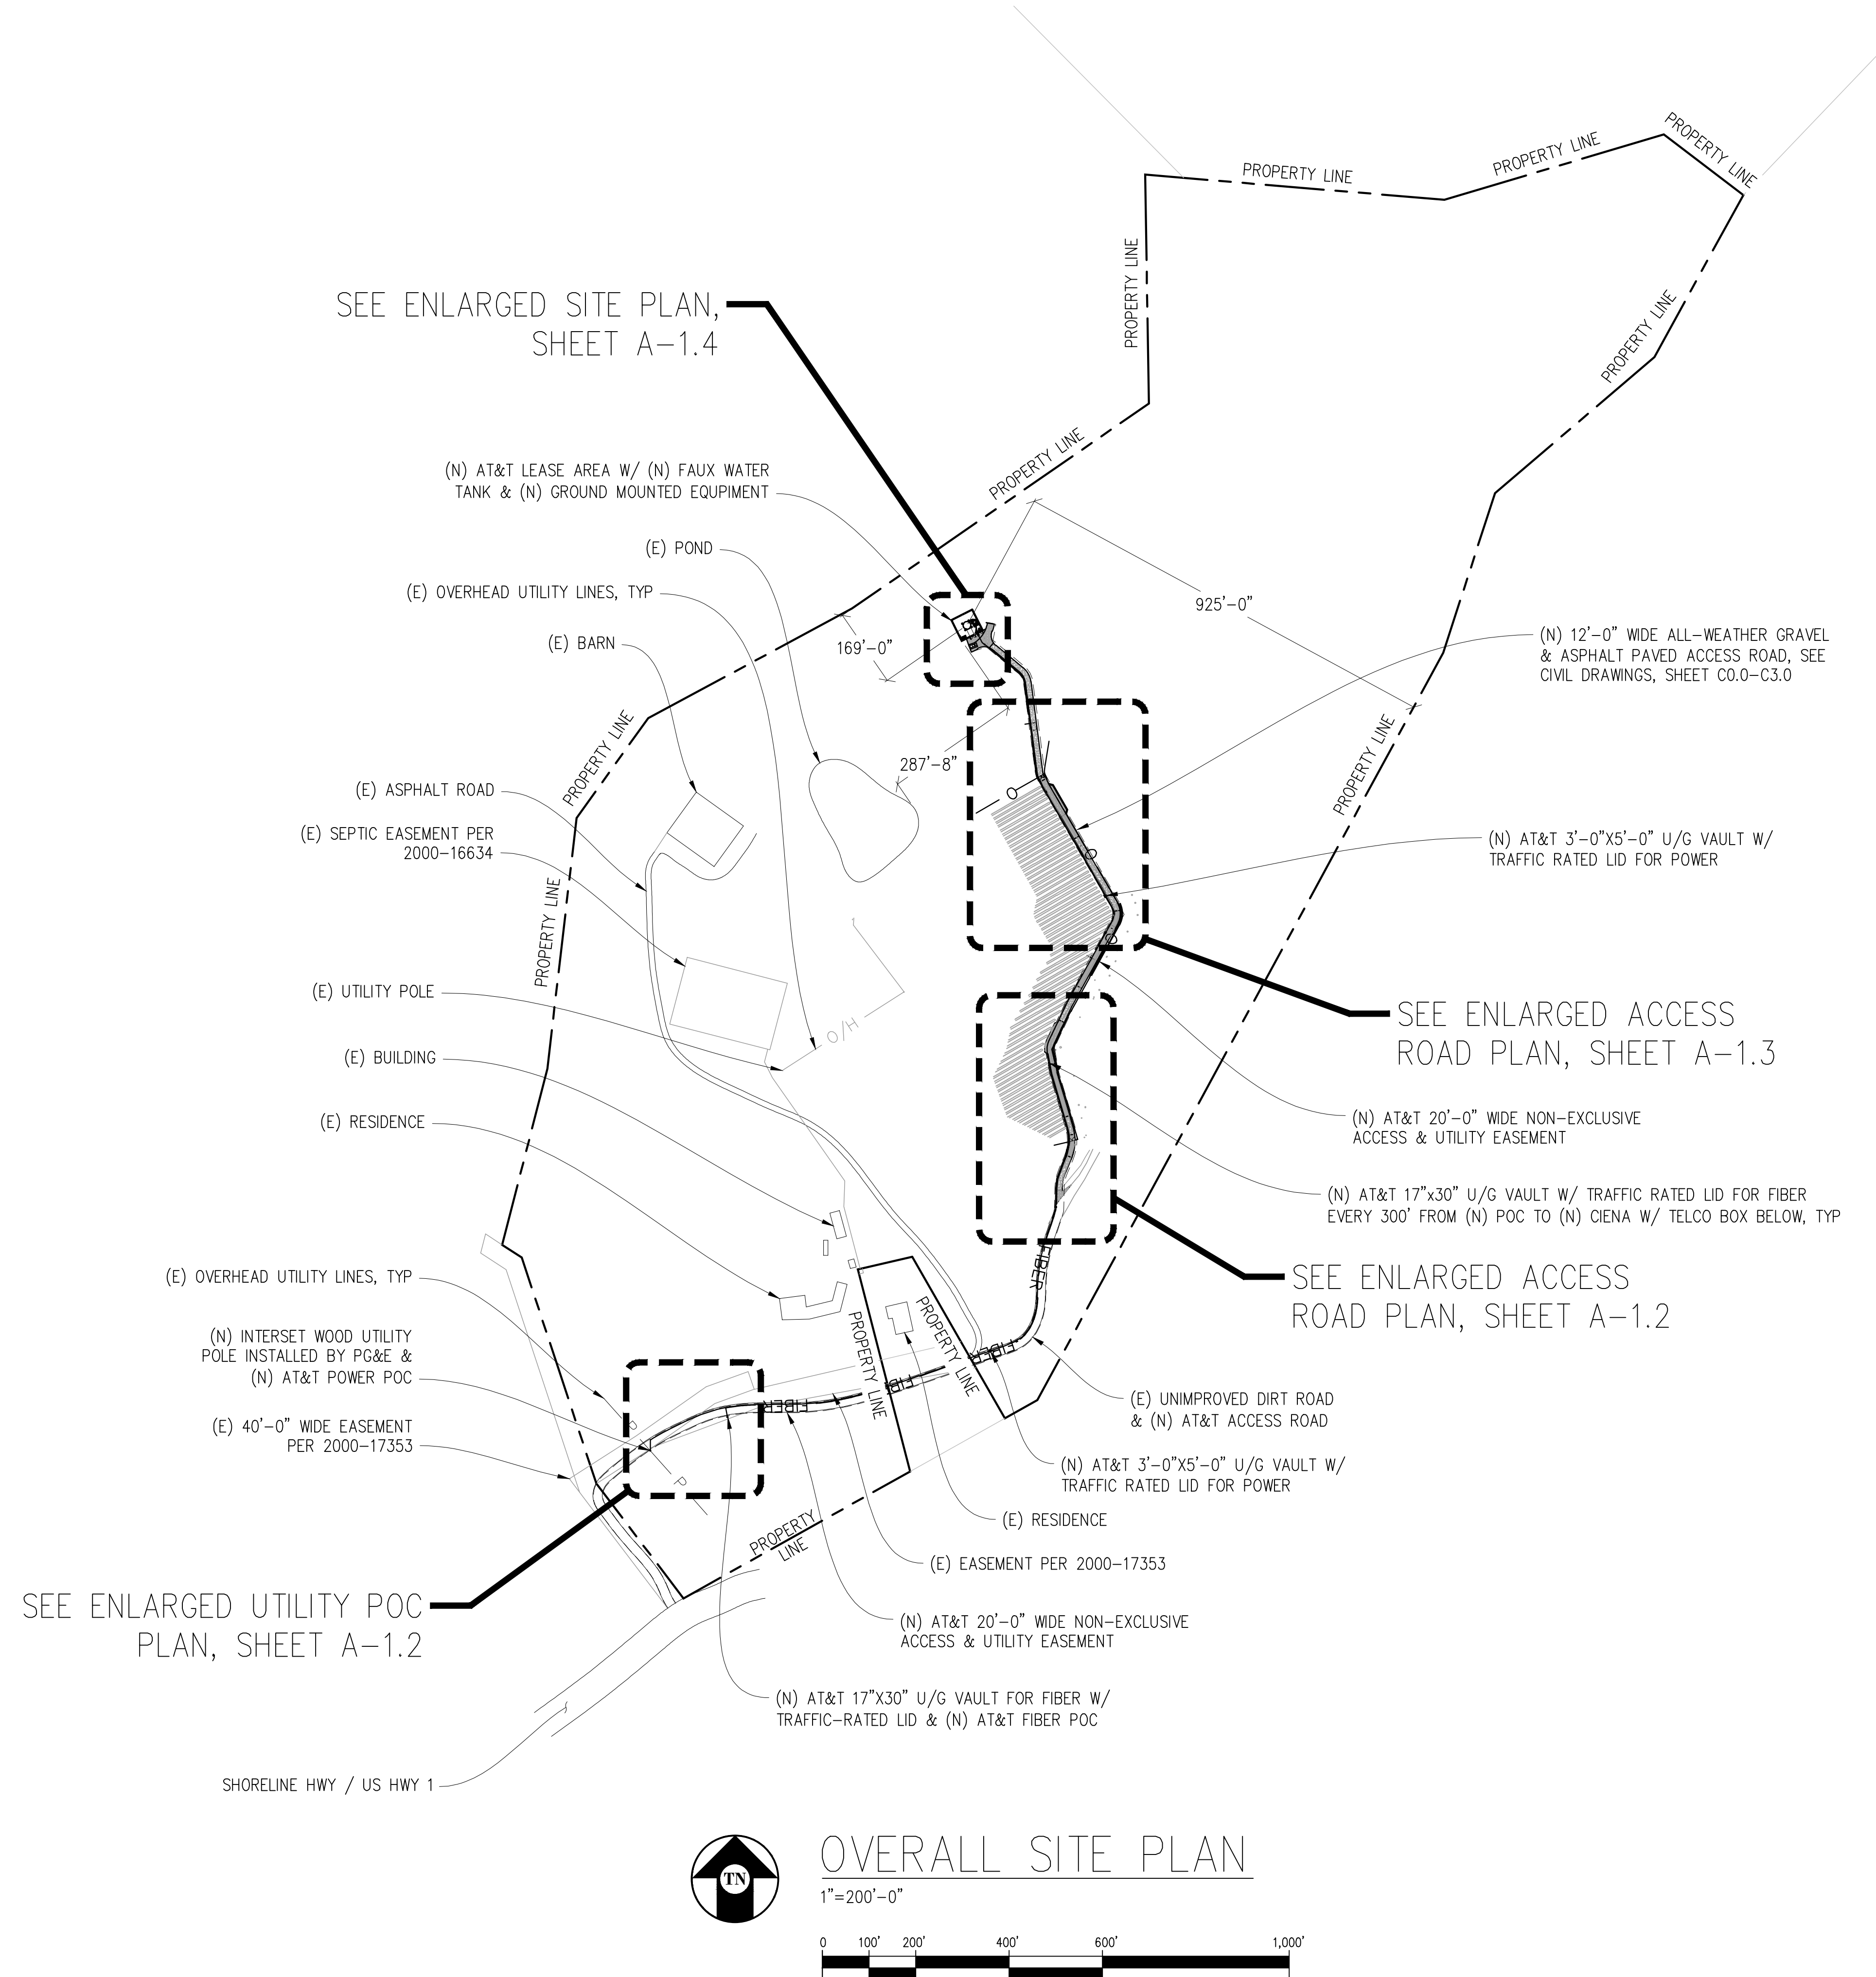 PROPERTY LINE
PROPERTY LINE
PROPERTY LINE
PROPERTY LINE
PROPERTY LINE
SEE ENLARGED SITE PLAN,
SHEET A-1.4
PROPERTY LINE
(N) AT&T LEASE AREA W/ (N) FAUX WATER
TANK & (N) GROUND MOUNTED EQUPIMENT
(E) POND
(E) OVERHEAD UTILITY LINES, TYP
(E) BARN
169'-0"
925'-0"
287'-8"
(N) 12'-0" WIDE ALL-WEATHER GRAVEL
& ASPHALT PAVED ACCESS ROAD, SEE
CIVIL DRAWINGS, SHEET C0.0-C3.0
PROPERTY LINE
PROPERTY LINE
(E) ASPHALT ROAD
(E) SEPTIC EASEMENT PER
2000-16634
(N) AT&T 3'-0"X5'-0" U/G VAULT W/
TRAFFIC RATED LID FOR POWER
PROPERTY LINE
(E) UTILITY POLE
O/H
SEE ENLARGED ACCESS
ROAD PLAN, SHEET A-1.3
(E) BUILDING
(E) RESIDENCE
(N) AT&T 20'-0" WIDE NON-EXCLUSIVE
ACCESS & UTILITY EASEMENT
(N) AT&T 17"x30" U/G VAULT W/ TRAFFIC RATED LID FOR FIBER
EVERY 300' FROM (N) POC TO (N) CIENA W/ TELCO BOX BELOW, TYP
SEE ENLARGED ACCESS
ROAD PLAN, SHEET A-1.2
FIBER
(E) OVERHEAD UTILITY LINES, TYP
(N) INTERSET WOOD UTILITY
POLE INSTALLED BY PG&E &
(N) AT&T POWER POC
(E) 40'-0" WIDE EASEMENT
PER 2000-17353
PROPERTY LINE
PROPERTY LINE
FIBER
FIB
FIBER
P
P
(E) UNIMPROVED DIRT ROAD
& (N) AT&T ACCESS ROAD
(N) AT&T 3'-0"X5'-0" U/G VAULT W/
TRAFFIC RATED LID FOR POWER
(E) RESIDENCE
PROPERTY
LINE
(E) EASEMENT PER 2000-17353
SEE ENLARGED UTILITY POC
PLAN, SHEET A-1.2
(N) AT&T 20'-0" WIDE NON-EXCLUSIVE
ACCESS & UTILITY EASEMENT
(N) AT&T 17"X30" U/G VAULT FOR FIBER W/
TRAFFIC-RATED LID & (N) AT&T FIBER POC
SHORELINE HWY / US HWY 1
TN
OVERALL SITE PLAN
1"=200'-0"
0 100' 200' 400' 600' 1,000'